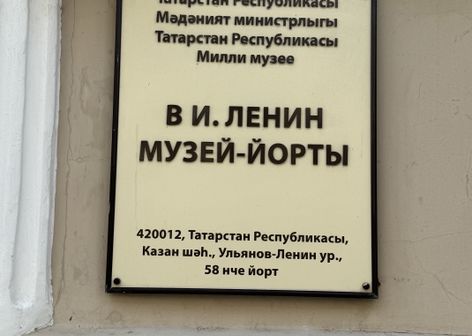 Татарстан Республикасы
Мәдәният министрлыгы
Татарстан Республикасы
Милли музее
В И. ЛЕНИН
МУЗЕЙ-ЙОРТЫ
420012, Татарстан Республикасы,
Казан шәһ., Ульянов-Ленин ур.,
58 нче йорт